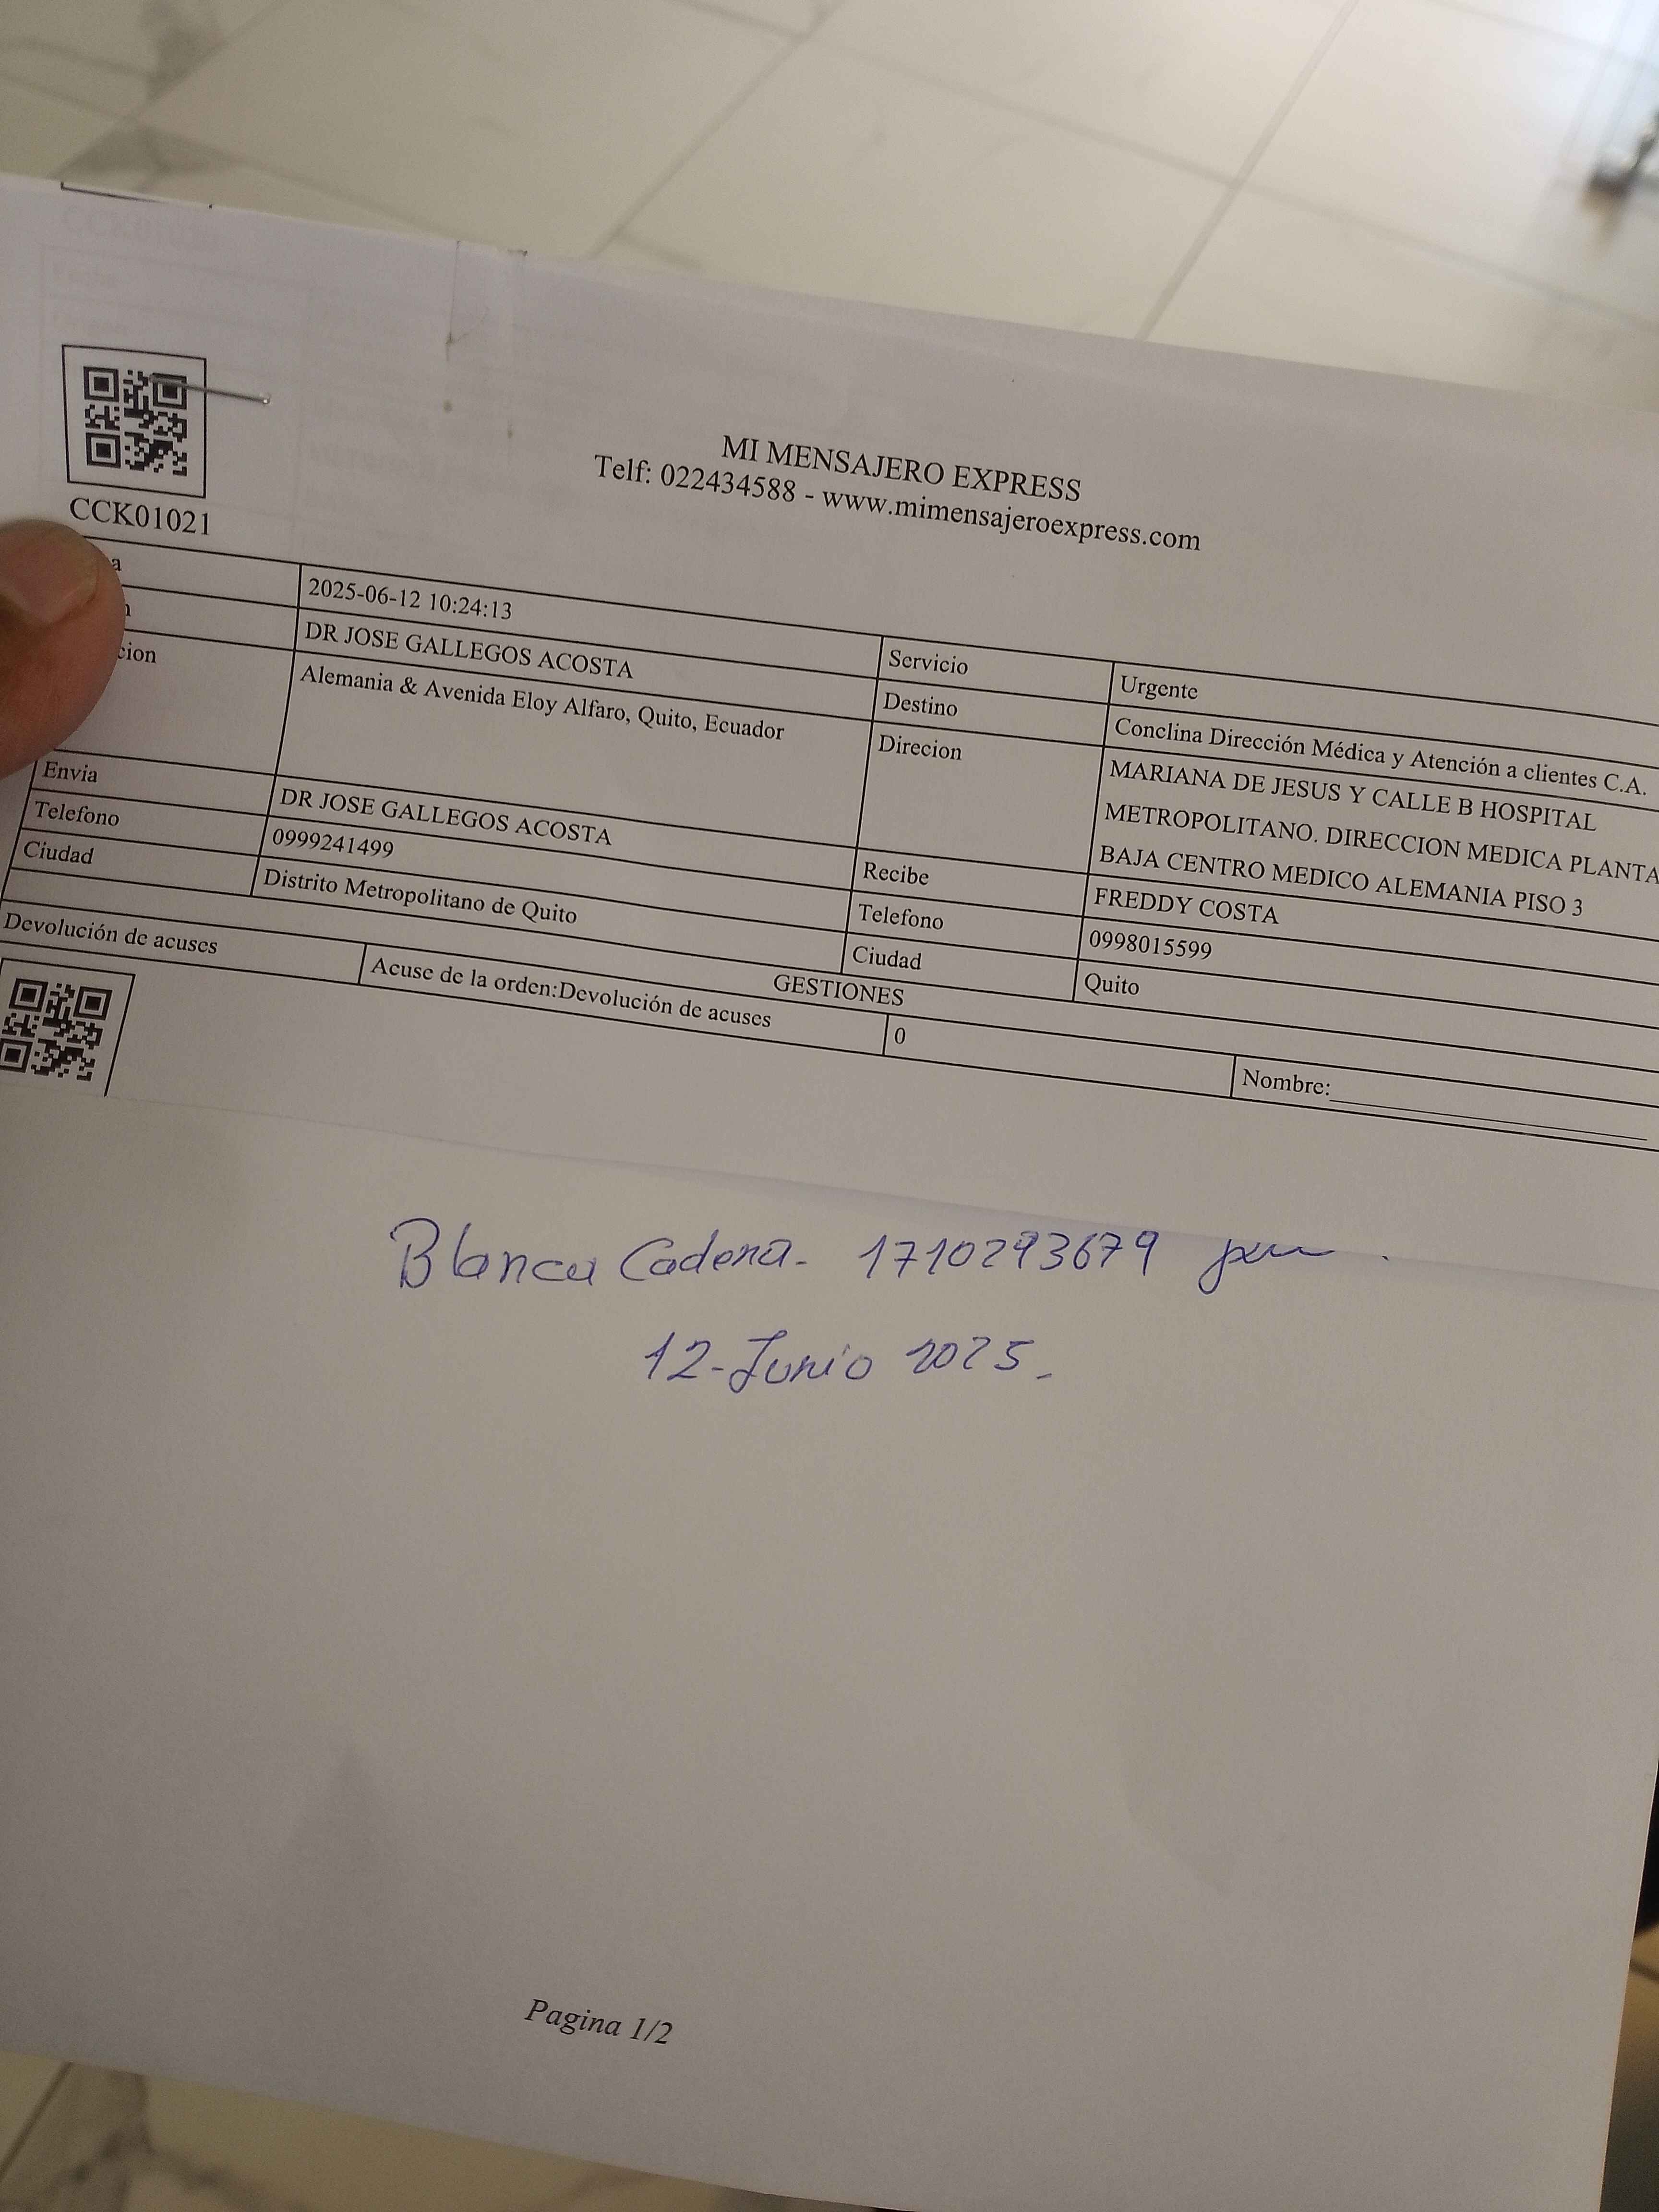 CCK01021
MI MENSAJERO EXPRESS
Telf: 022434588 - www.mimensajeroexpress.com
a
2025-06-12 10:24:13
Servicio
Urgente
n
DR JOSE GALLEGOS ACOSTA
Destino
Conclina Dirección Médica y Atención a clientes C.A.
cion
Alemania & Avenida Eloy Alfaro, Quito, Ecuador
Direcion
MARIANA DE JESUS Y CALLE B HOSPITAL
METROPOLITANO. DIRECCION MEDICA PLANTA
BAJA CENTRO MEDICO ALEMANIA PISO 3
Envia
DR JOSE GALLEGOS ACOSTA
Recibe
FREDDY COSTA
Telefono
0999241499
Telefono
0998015599
Ciudad
Distrito Metropolitano de Quito
Ciudad
Quito
GESTIONES
Devolución de acuses
Acuse de la orden:Devolución de acuses
0
Nombre:
Blanca Cadena. 1710293679
12-Junio 2025.
Pagina 1/2